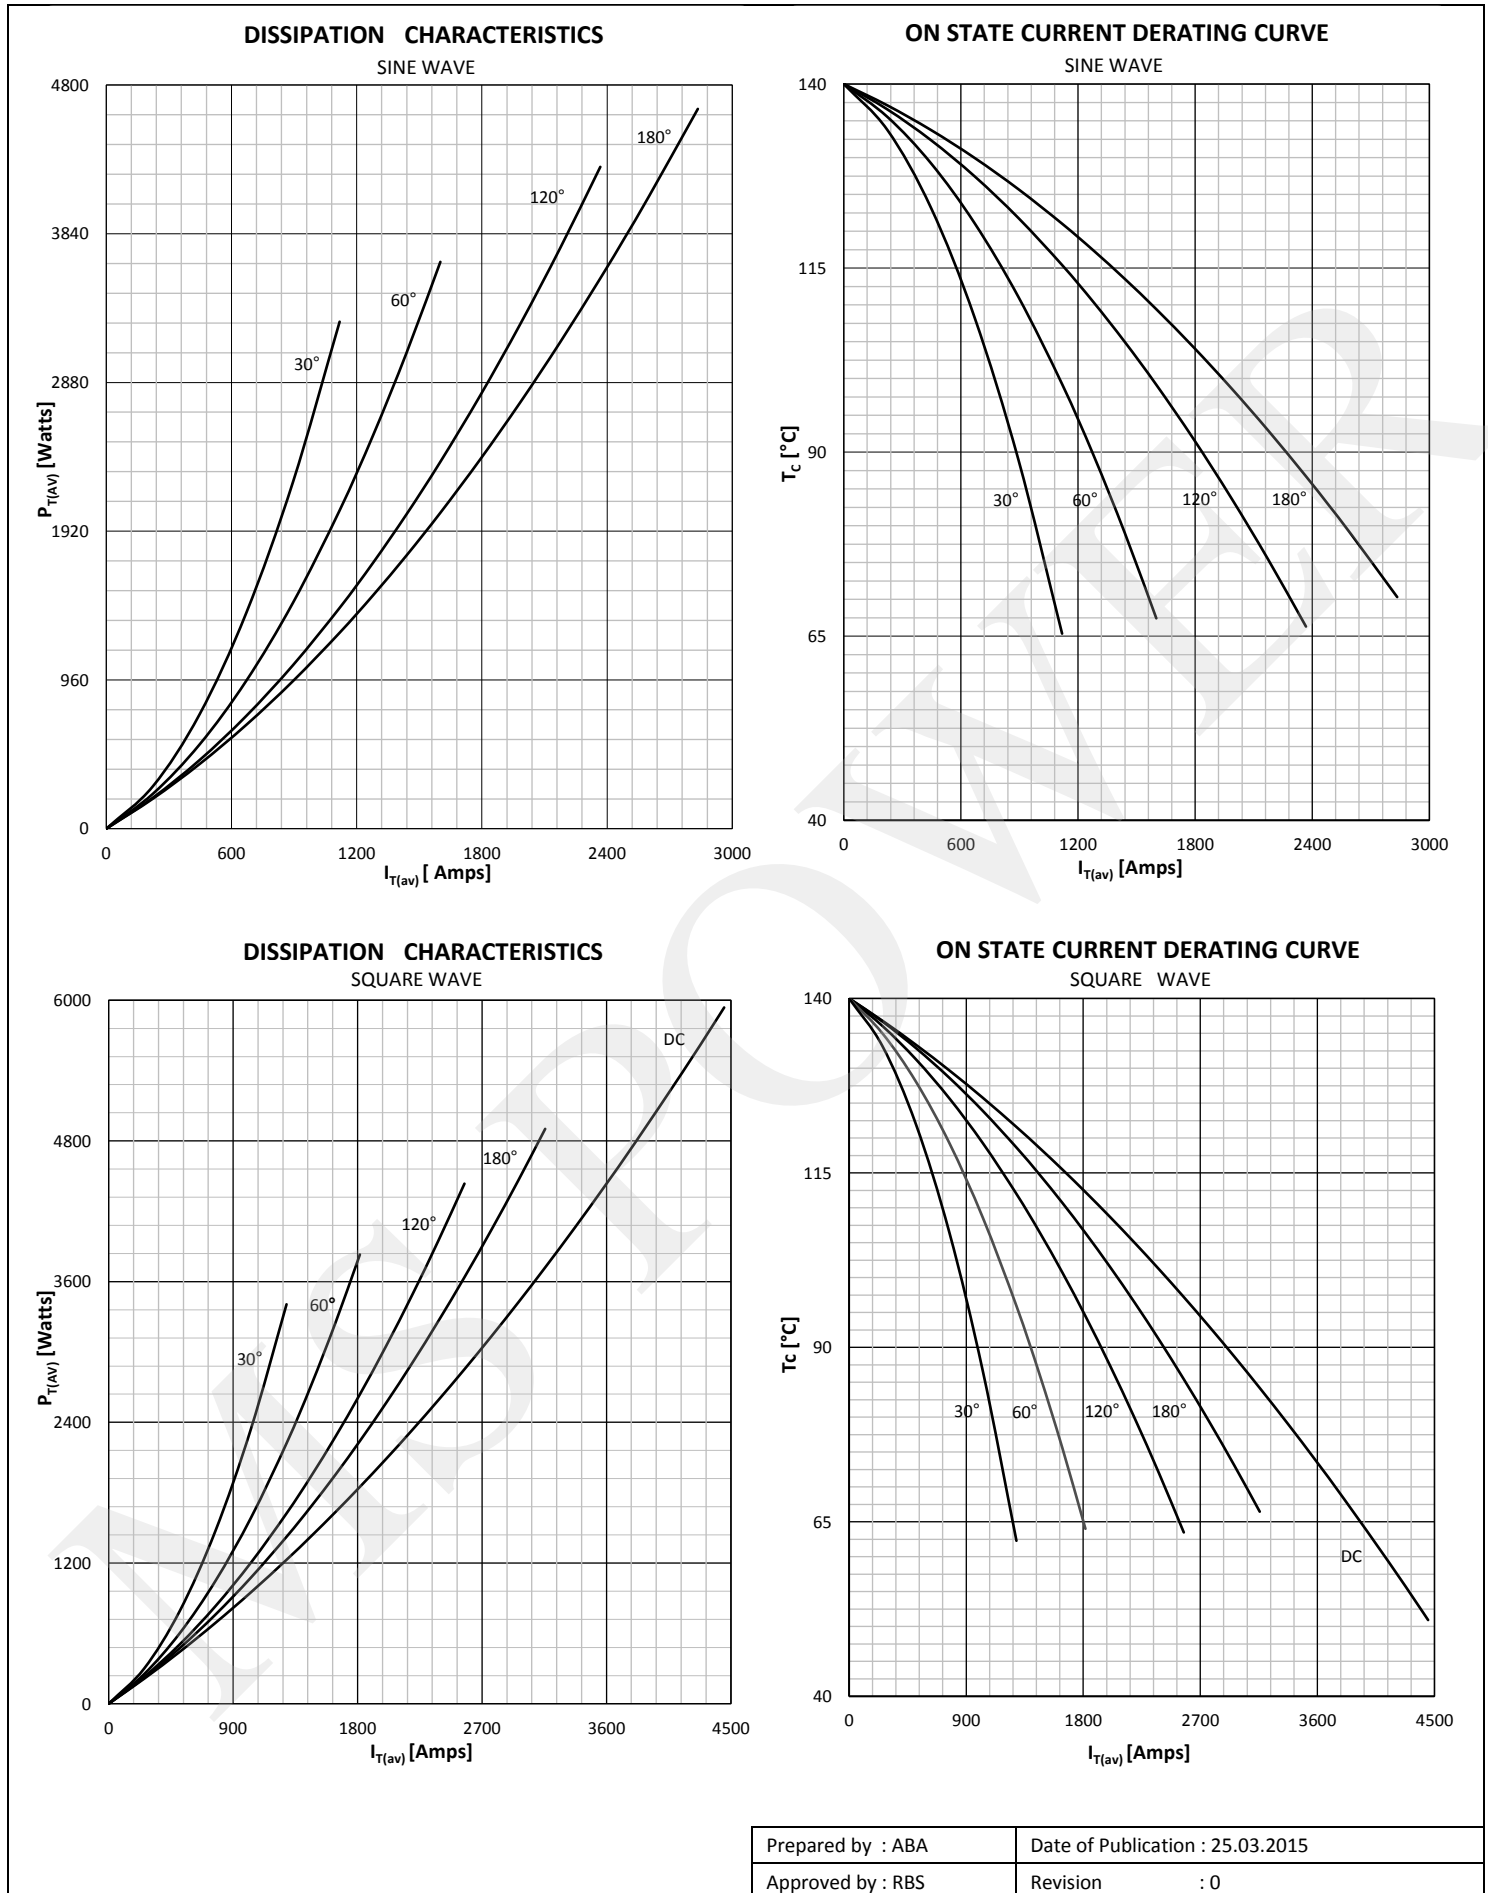 DISSIPATION CHARACTERISTICS
SINE WAVE
4800
3840
2880
1920
960
0
P_T(AV) [Watts]
30°
60°
120°
180°
0 600 1200 1800 2400 3000
I_T(av) [ Amps]
ON STATE CURRENT DERATING CURVE
SINE WAVE
140
115
90
65
40
T_C [°C]
30° 60° 120° 180°
0 600 1200 1800 2400 3000
I_T(av) [Amps]
DISSIPATION CHARACTERISTICS
SQUARE WAVE
6000
4800
3600
2400
1200
0
P_T(AV) [Watts]
30°
60°
120°
180°
DC
0 900 1800 2700 3600 4500
I_T(av) [Amps]
ON STATE CURRENT DERATING CURVE
SQUARE WAVE
140
115
90
65
40
Tc [°C]
30° 60° 120° 180°
DC
0 900 1800 2700 3600 4500
I_T(av) [Amps]
MS POWER
Prepared by : ABA
Date of Publication : 25.03.2015
Approved by : RBS
Revision : 0